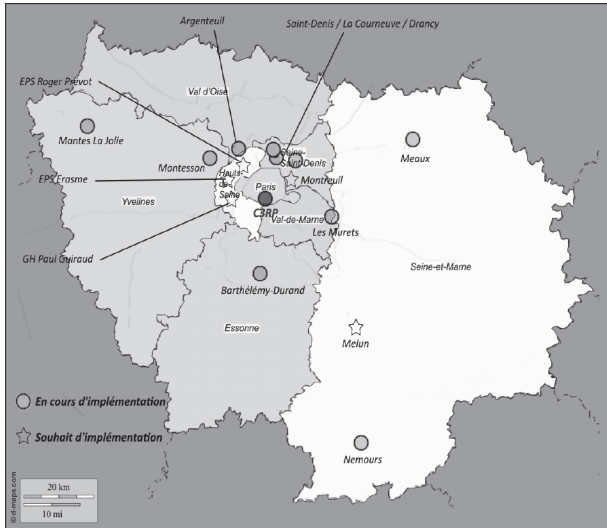 Argenteuil
Saint-Denis / La Courneuve / Drancy
EPS Roger Prévot
Val d'Oise
Mantes La Jolie
Montesson
Seine-
Saint-Denis
Meaux
EPS Erasme
Hauts-
de-
Seine
Paris
Montreuil
Yvelines
C3RP
Val-de-Marne
Les Murets
GH Paul Guiraud
Seine-et-Marne
Barthélémy-Durand
Essonne
Melun
En cours d'implémentation
Souhait d'implémentation
Nemours
20 km
10 mi
© d-maps.com